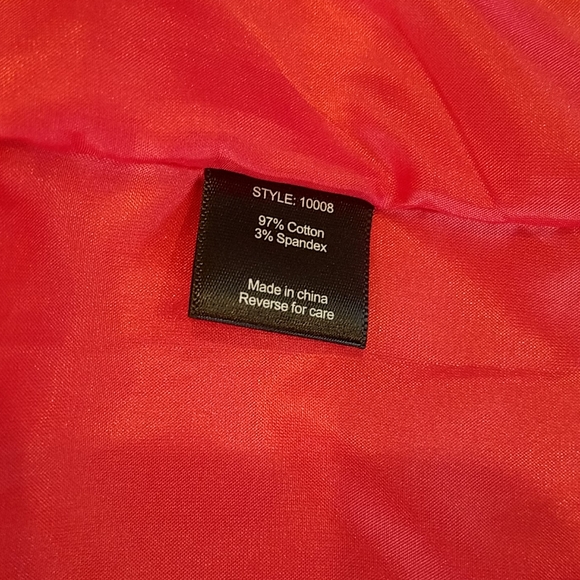 STYLE: 10008
97% Cotton
3% Spandex
Made in china
Reverse for care